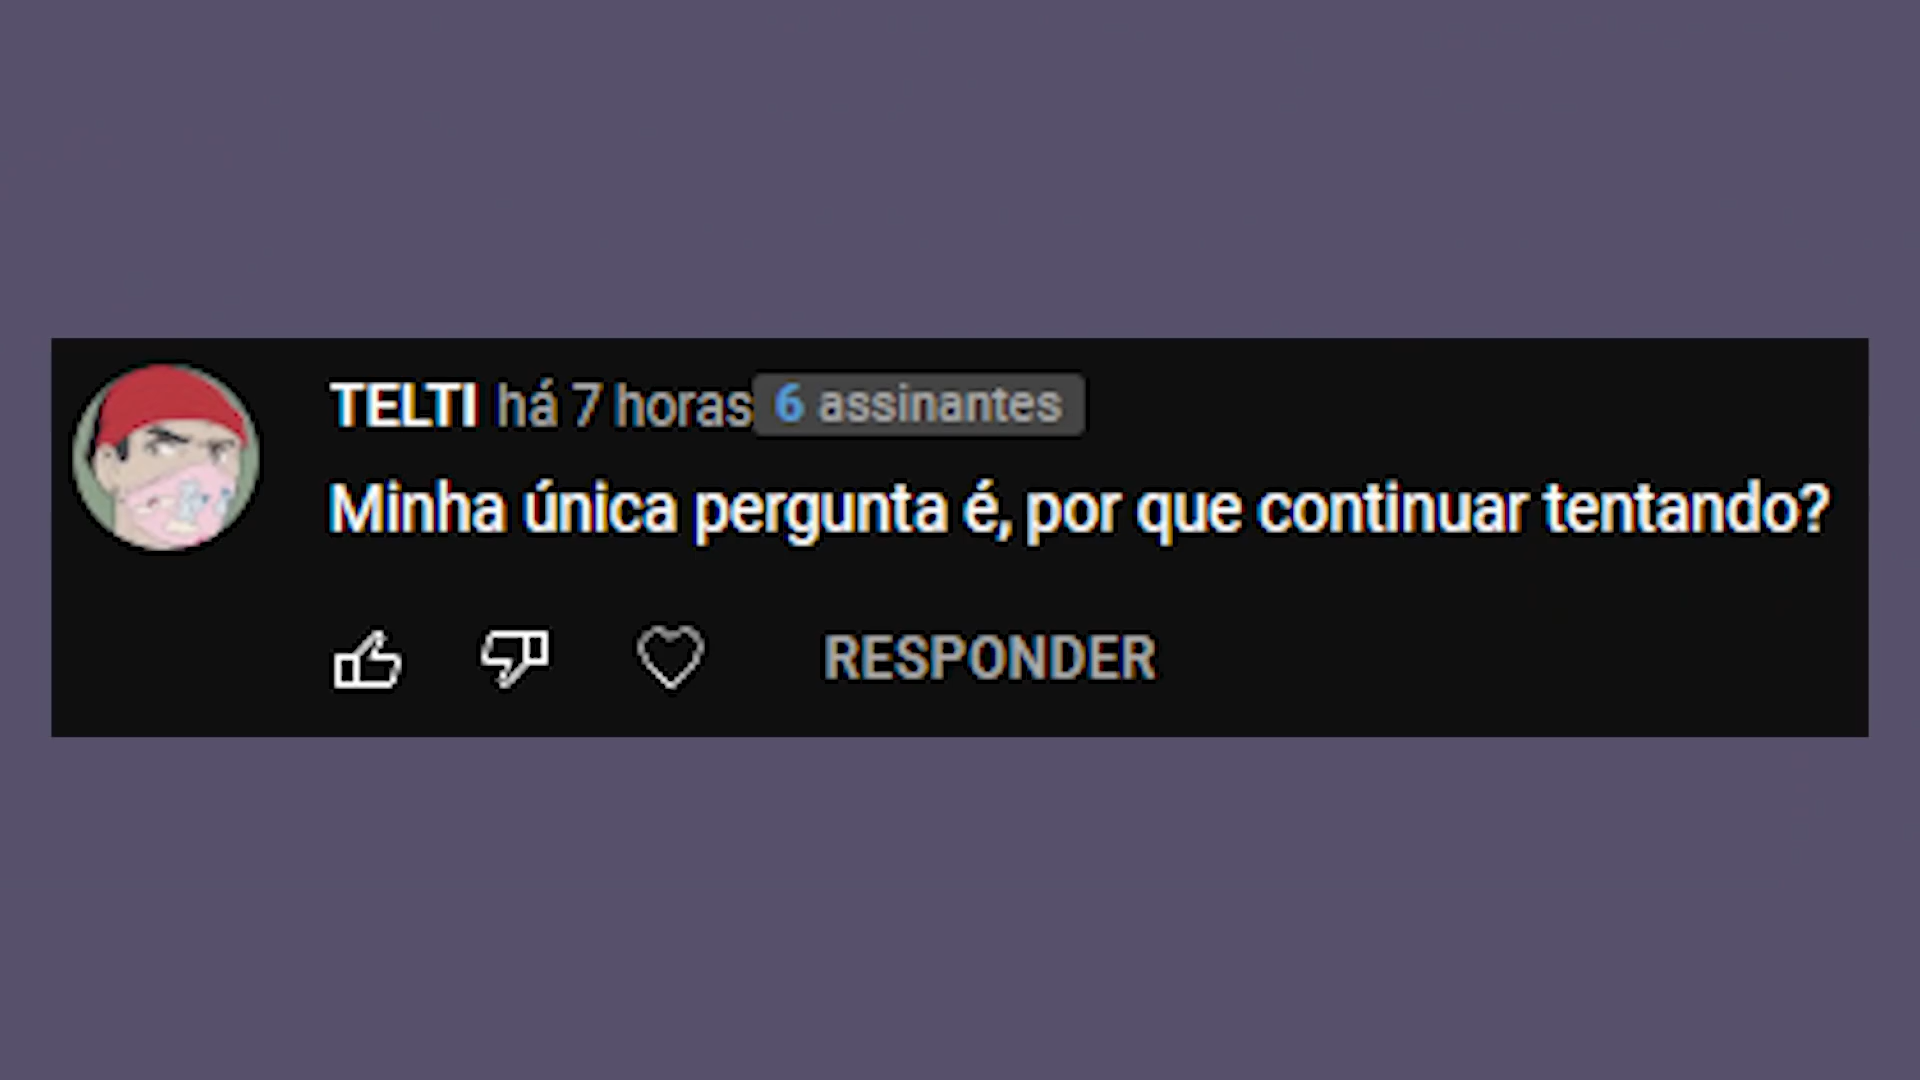 TELTI há 7 horas 6 assinantes
Minha única pergunta é, por que continuar tentando?
RESPONDER